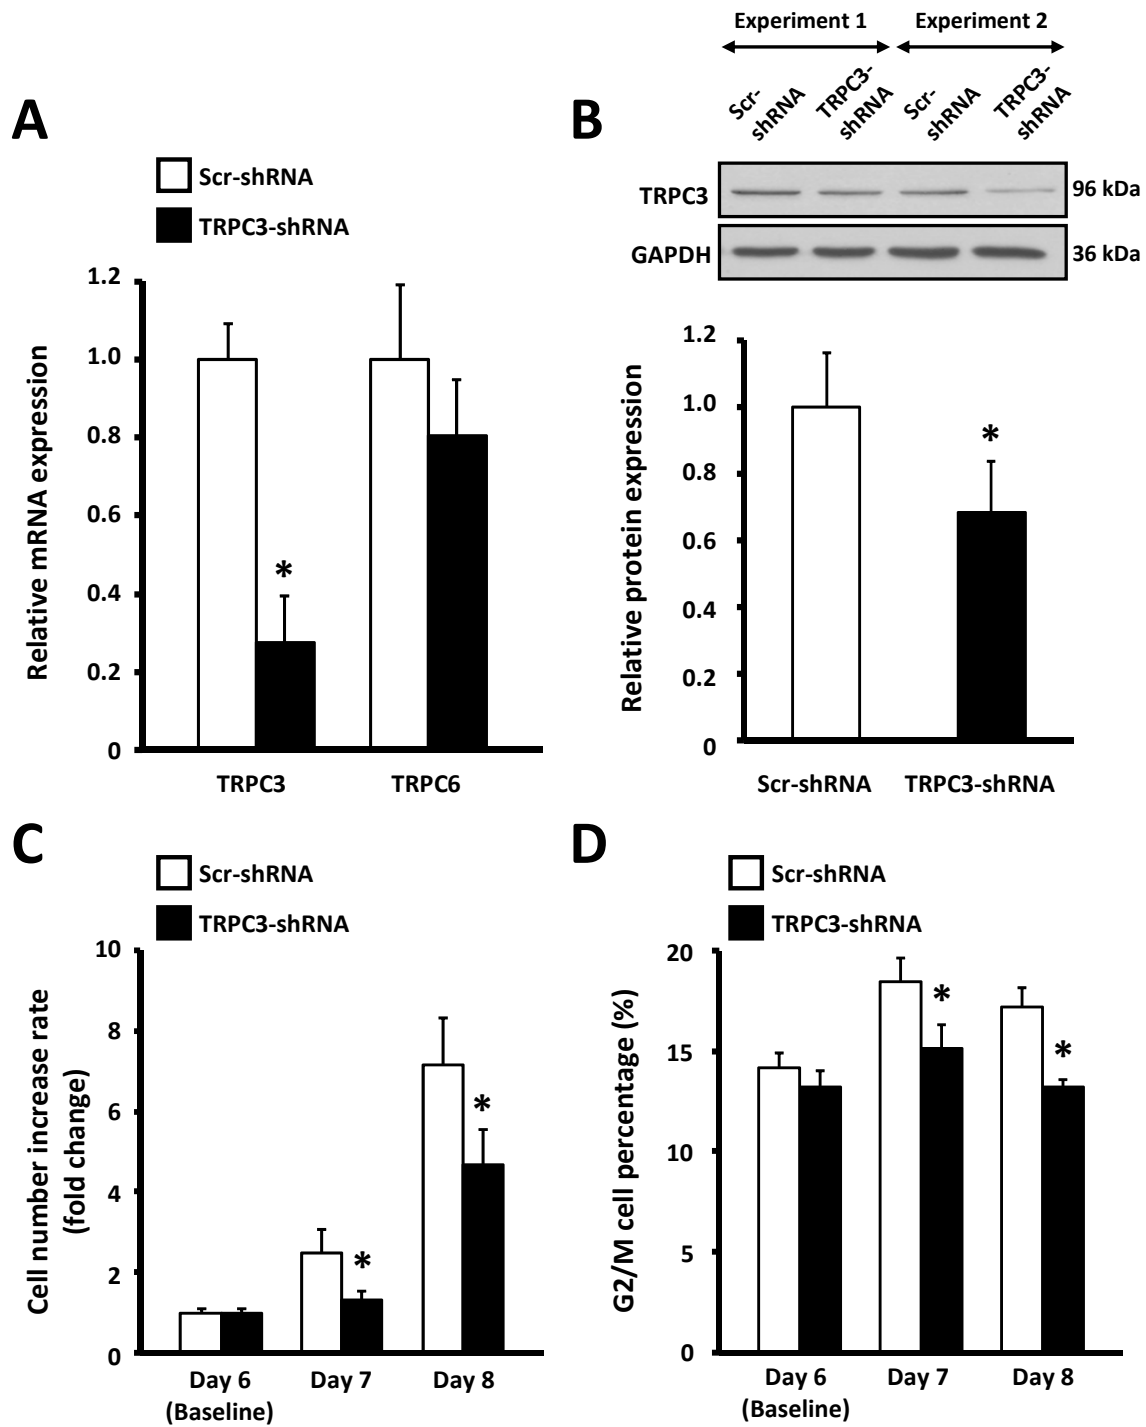 A
Scr-shRNA
TRPC3-shRNA
Relative mRNA expression
1.2
1.0
0.8
0.6
0.4
0.2
0
*
TRPC3
TRPC6
B
Experiment 1
Experiment 2
Scr-
shRNA
TRPC3-
shRNA
Scr-
shRNA
TRPC3-
shRNA
TRPC3
96 kDa
GAPDH
36 kDa
Relative protein expression
1.2
1.0
0.8
0.6
0.4
0.2
0
*
Scr-shRNA
TRPC3-shRNA
C
Scr-shRNA
TRPC3-shRNA
Cell number increase rate
(fold change)
10
8
6
4
2
0
*
*
Day 6
(Baseline)
Day 7
Day 8
D
Scr-shRNA
TRPC3-shRNA
G2/M cell percentage (%)
20
15
10
5
0
*
*
Day 6
(Baseline)
Day 7
Day 8